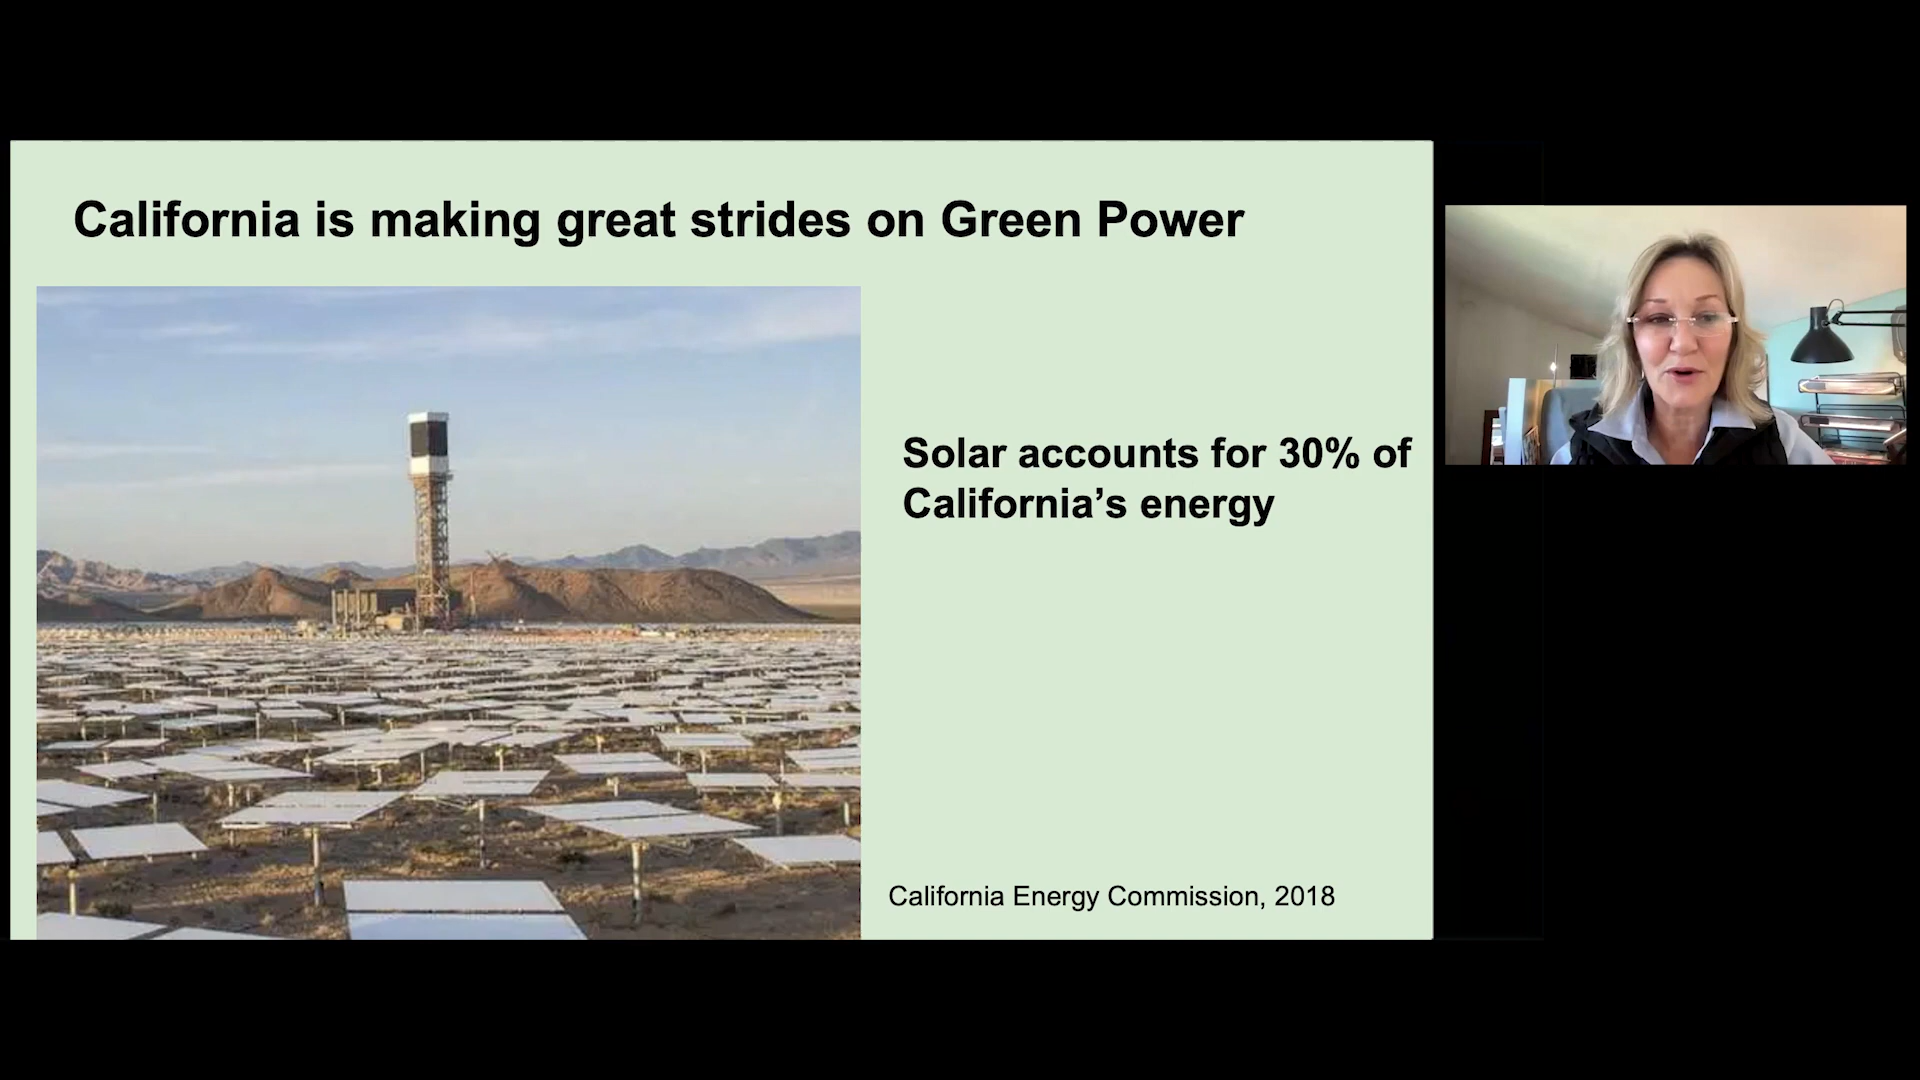 California is making great strides on Green Power
Solar accounts for 30% of
California’s energy
California Energy Commission, 2018